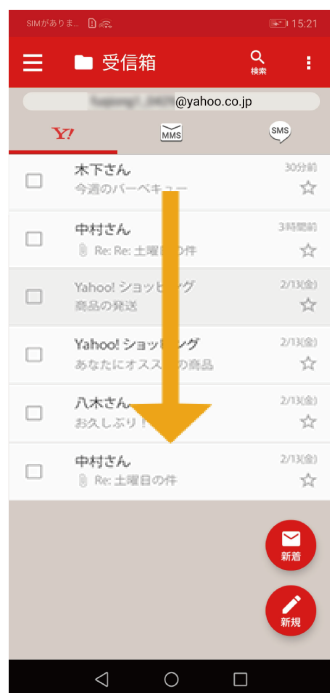 SIMがありま… 15:21
受信箱 検索
@yahoo.co.jp
Y! MMS SMS
木下さん 30分前
今週のバーベキュー
中村さん 3時間前
Re: Re: 土曜日の件
Yahoo! ショッピング 2/13(金)
商品の発送
Yahoo! ショッピング 2/13(金)
あなたにオススメの商品
八木さん 2/13(金)
お久しぶり!
中村さん 2/13(金)
Re: 土曜日の件
新着
新規